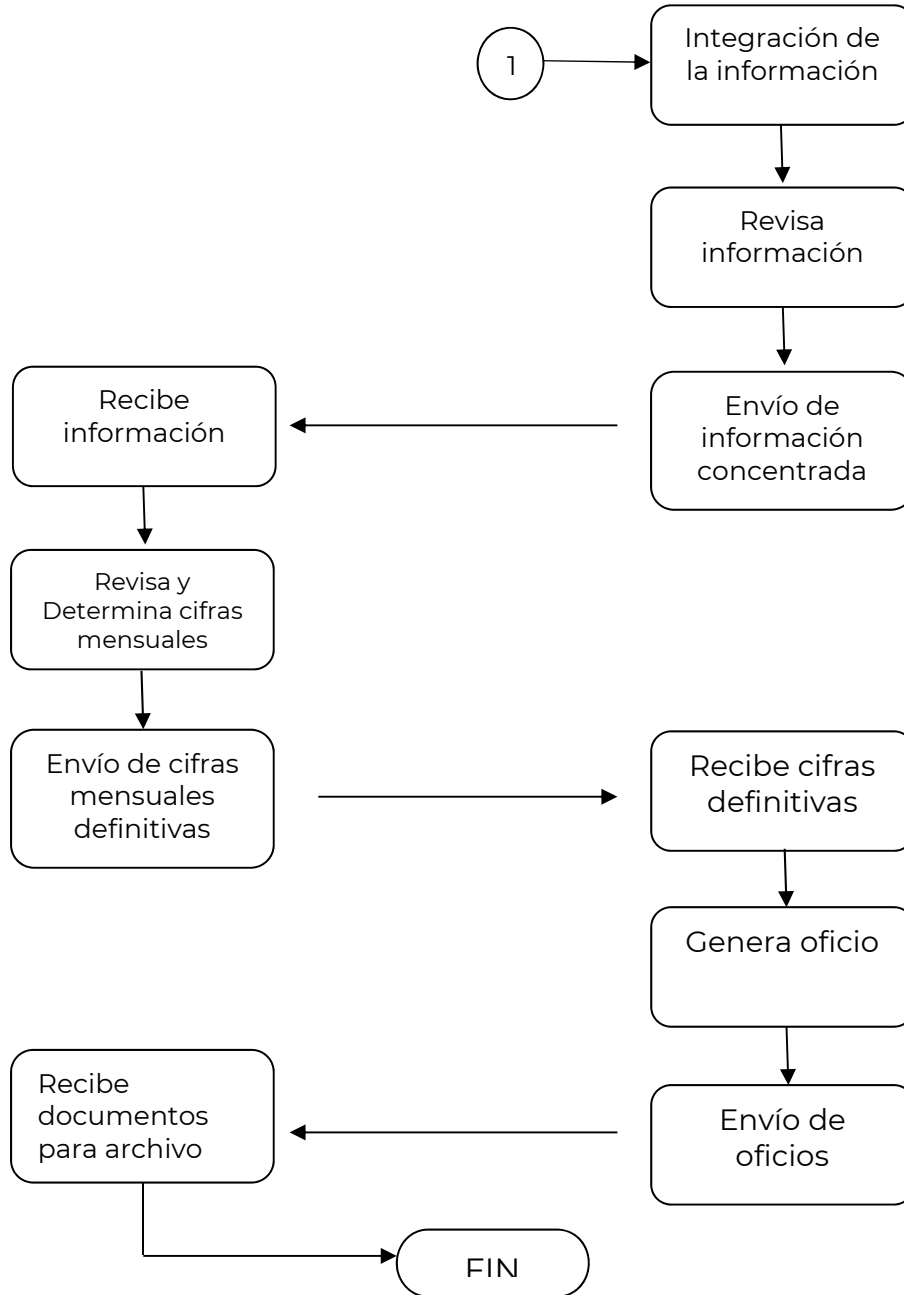 1
Integración de
la información
Revisa
información
Envío de
información
concentrada
Recibe
información
Revisa y
Determina cifras
mensuales
Envío de cifras
mensuales
definitivas
Recibe cifras
definitivas
Genera oficio
Envío de
oficios
Recibe
documentos
para archivo
FIN